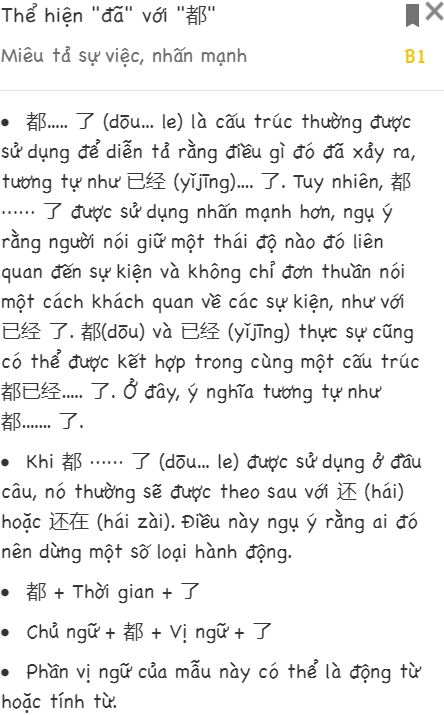 Thể hiện "đã" với "都"
Miêu tả sự việc, nhấn mạnh
B1
• 都..... 了 (dōu... le) là cấu trúc thường được
sử dụng để diễn tả rằng điều gì đó đã xảy ra,
tương tự như 已经 (yǐjīng).... 了. Tuy nhiên, 都
…… 了 được sử dụng nhấn mạnh hơn, ngụ ý
rằng người nói giữ một thái độ nào đó liên
quan đến sự kiện và không chỉ đơn thuần nói
một cách khách quan về các sự kiện, như với
已经 了. 都(dōu) và 已经 (yǐjīng) thực sự cũng
có thể được kết hợp trong cùng một cấu trúc
都已经..... 了. Ở đây, ý nghĩa tương tự như
都....... 了.
• Khi 都 …… 了 (dōu... le) được sử dụng ở đầu
câu, nó thường sẽ được theo sau với 还 (hái)
hoặc 还在 (hái zài). Điều này ngụ ý rằng ai đó
nên dừng một số loại hành động.
• 都 + Thời gian + 了
• Chủ ngữ + 都 + Vị ngữ + 了
• Phần vị ngữ của mẫu này có thể là động từ
hoặc tính từ.